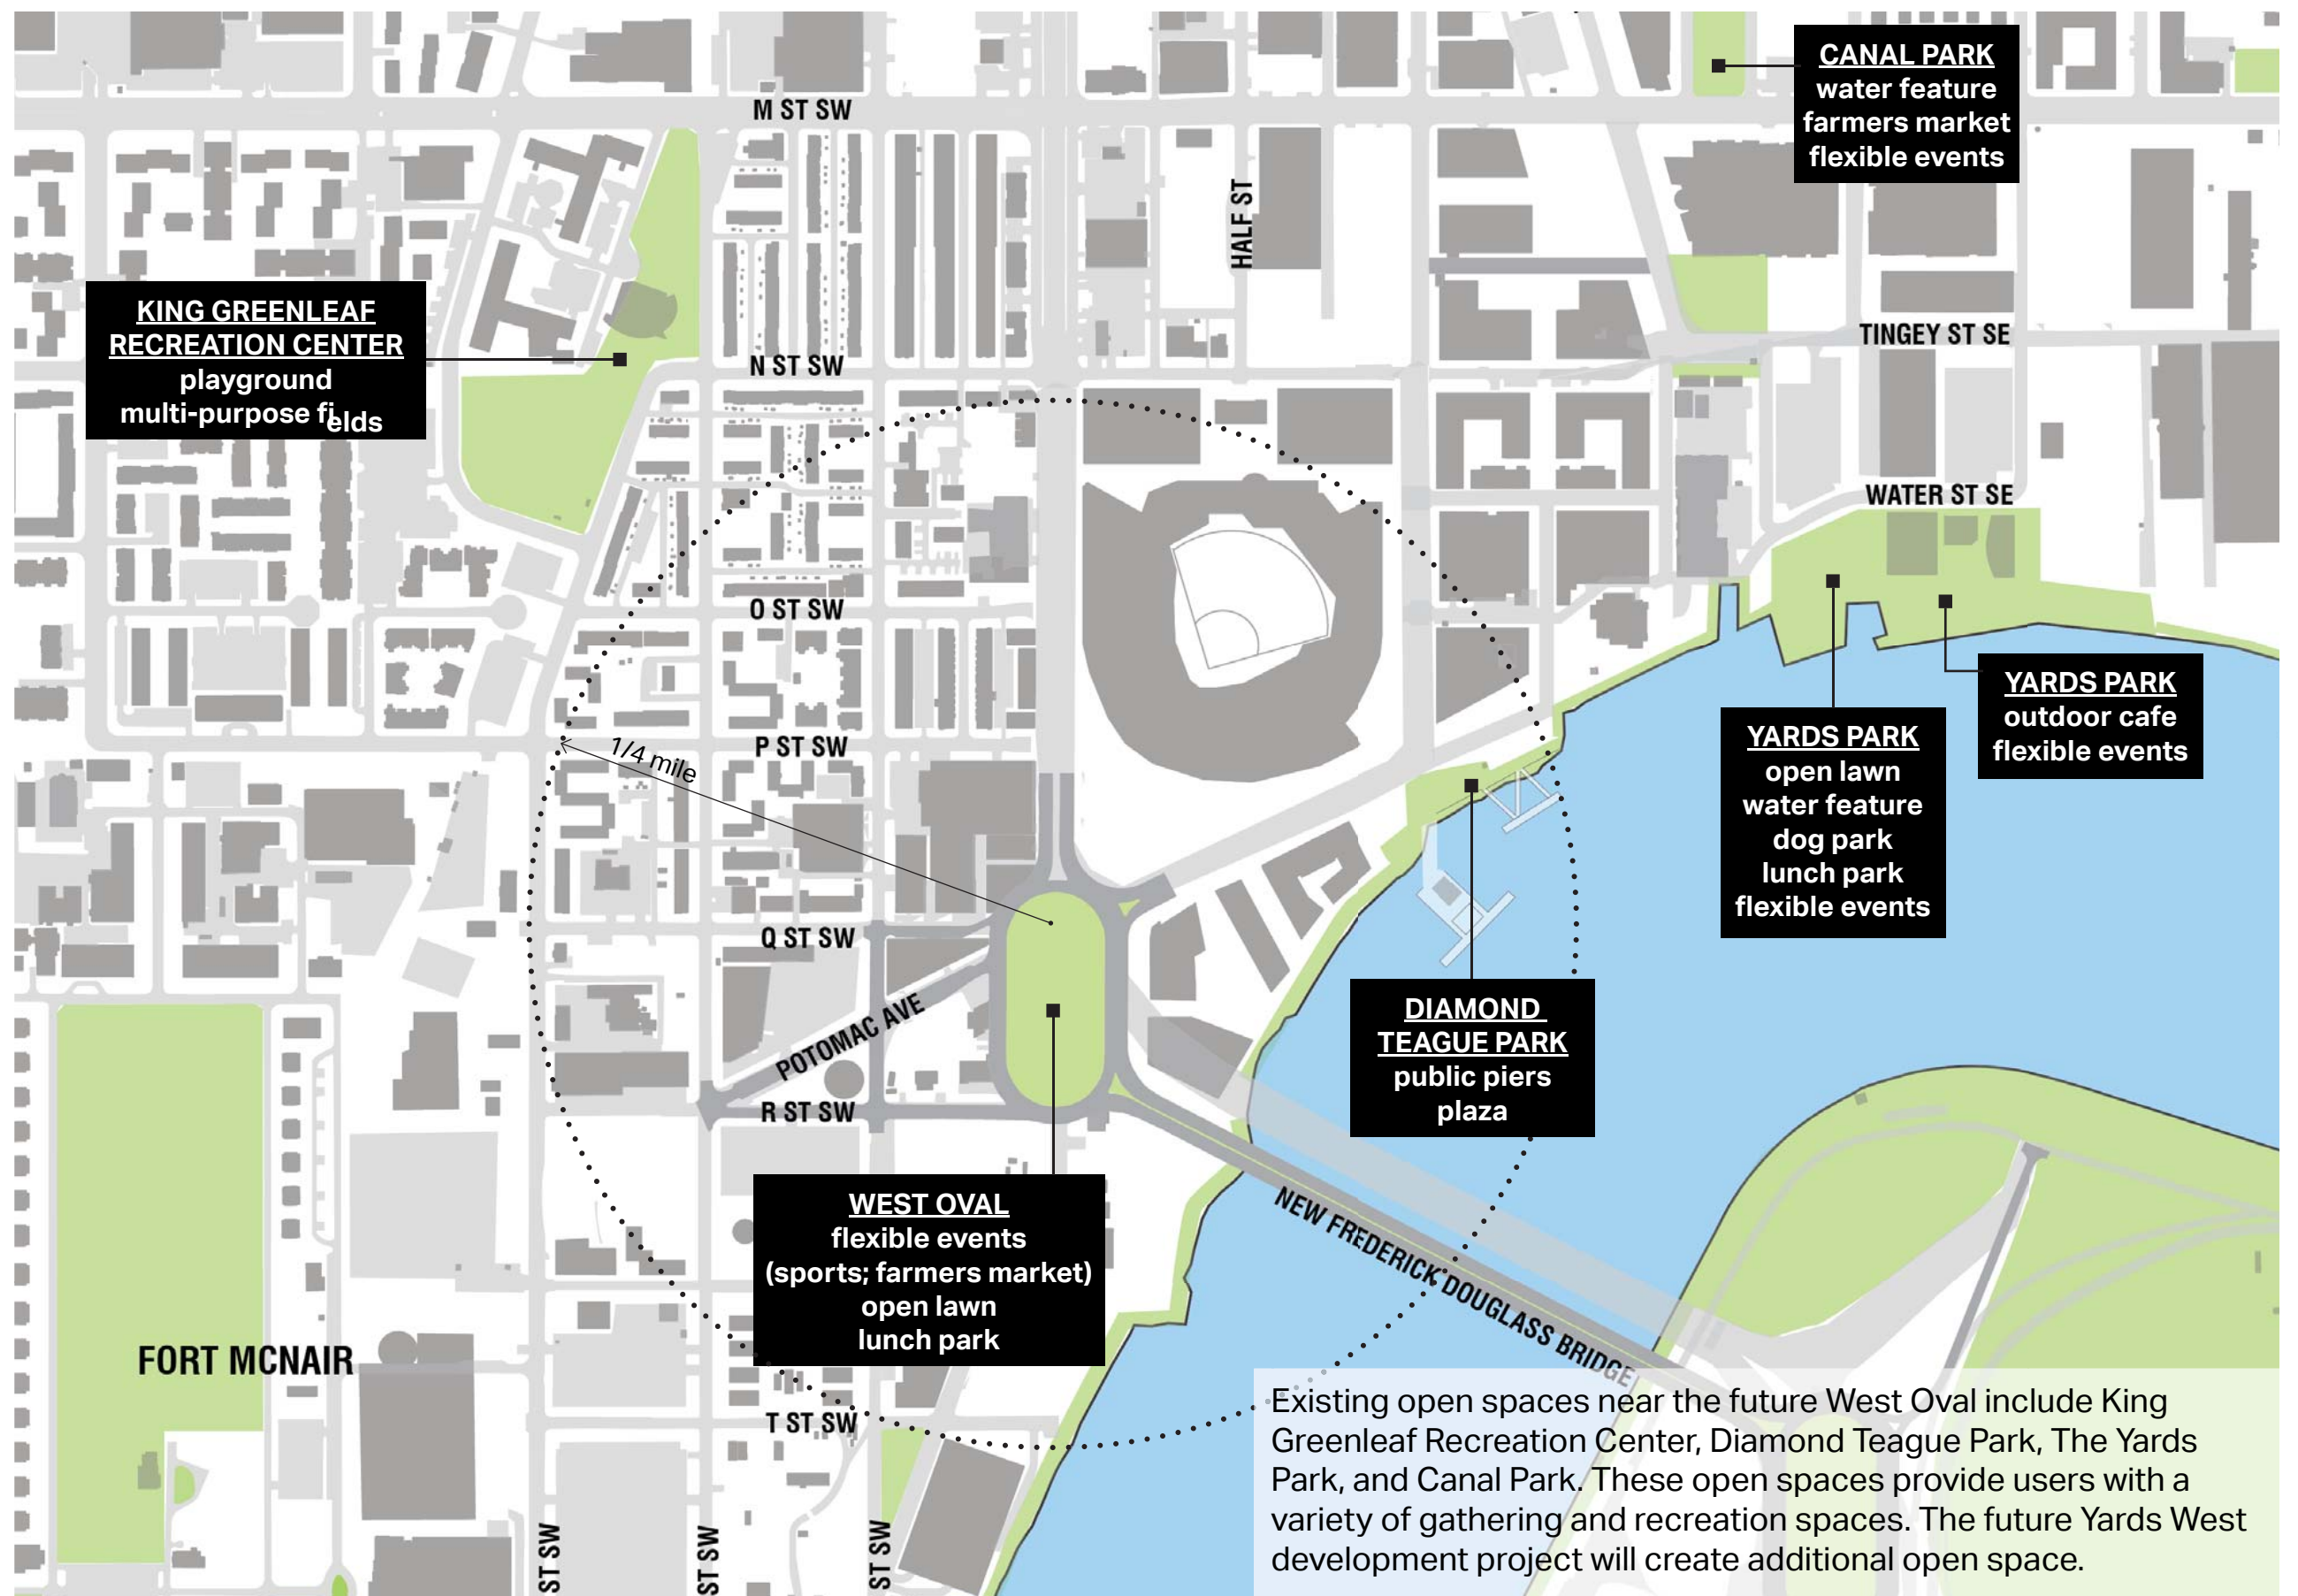 CANAL PARK
water feature
farmers market
flexible events
M ST SW
HALF ST
KING GREENLEAF
RECREATION CENTER
playground
multi-purpose fields
N ST SW
TINGEY ST SE
WATER ST SE
O ST SW
YARDS PARK
outdoor cafe
flexible events
YARDS PARK
open lawn
water feature
dog park
lunch park
flexible events
P ST SW
1/4 mile
Q ST SW
DIAMOND
TEAGUE PARK
public piers
plaza
POTOMAC AVE
R ST SW
WEST OVAL
flexible events
(sports; farmers market)
open lawn
lunch park
NEW FREDERICK DOUGLASS BRIDGE
FORT MCNAIR
T ST SW
ST SW
ST SW
ST SW
Existing open spaces near the future West Oval include King
Greenleaf Recreation Center, Diamond Teague Park, The Yards
Park, and Canal Park. These open spaces provide users with a
variety of gathering and recreation spaces. The future Yards West
development project will create additional open space.